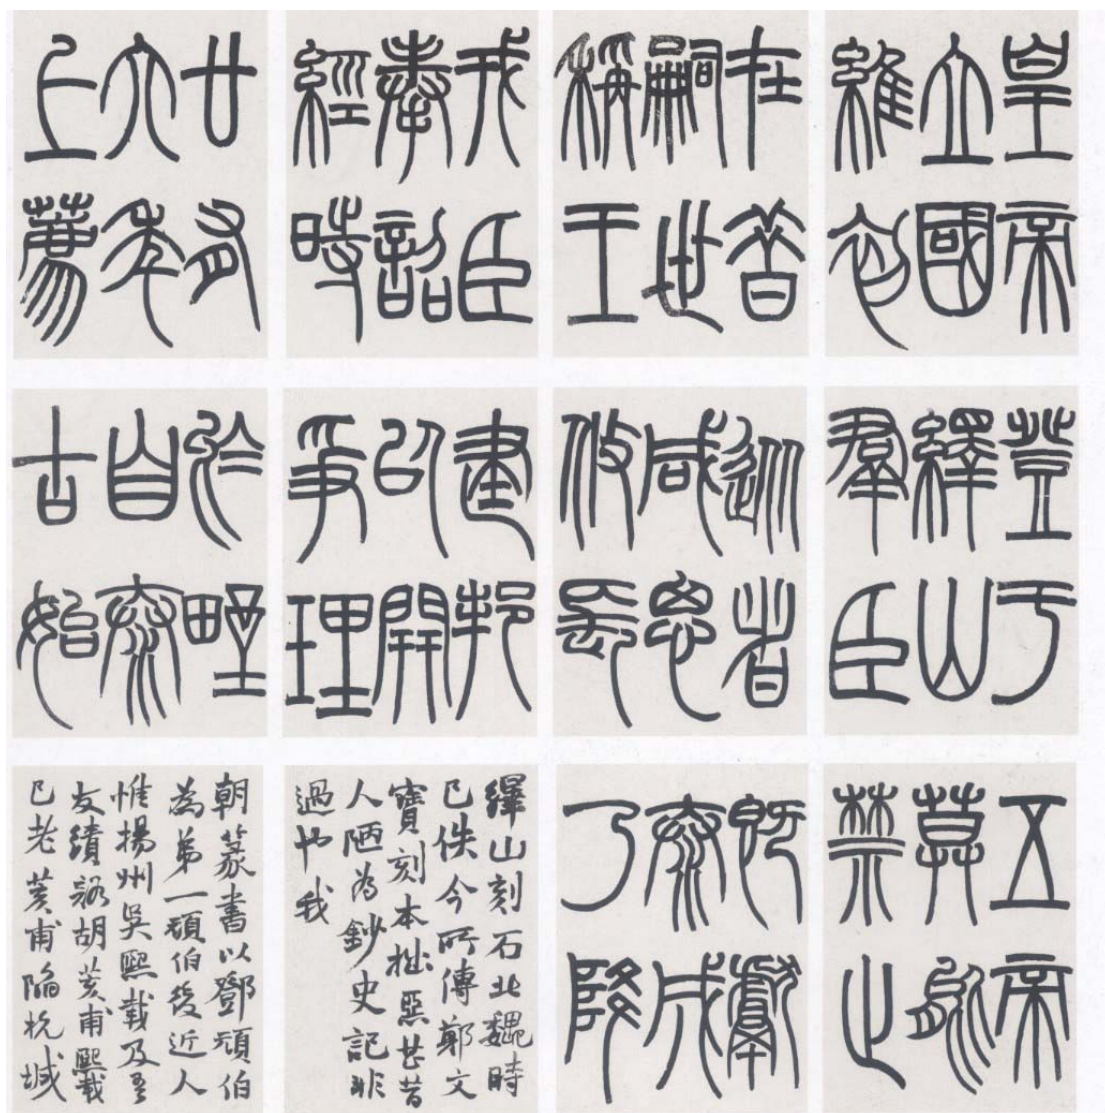 皇帝
立國
維初
在昔
嗣世
稱王
戎臣
奉詔
經時
廿有
六年
上薦
登于
繹山
羣臣
從者
咸思
攸長
建邦
以開
爭理
於野
自泰
古始
五帝
莫能
禁止
既獻
泰成
乃降
繹山刻石北魏時
已佚今所傳鄭文
寶刻本拙惡甚昔
人陋為鈔史記非
過也我
朝篆書以鄧頑伯
為弟一頑伯後近人
惟揚州吳熙載及吾
友績谿胡荄甫熙載
已老荄甫陷杭城